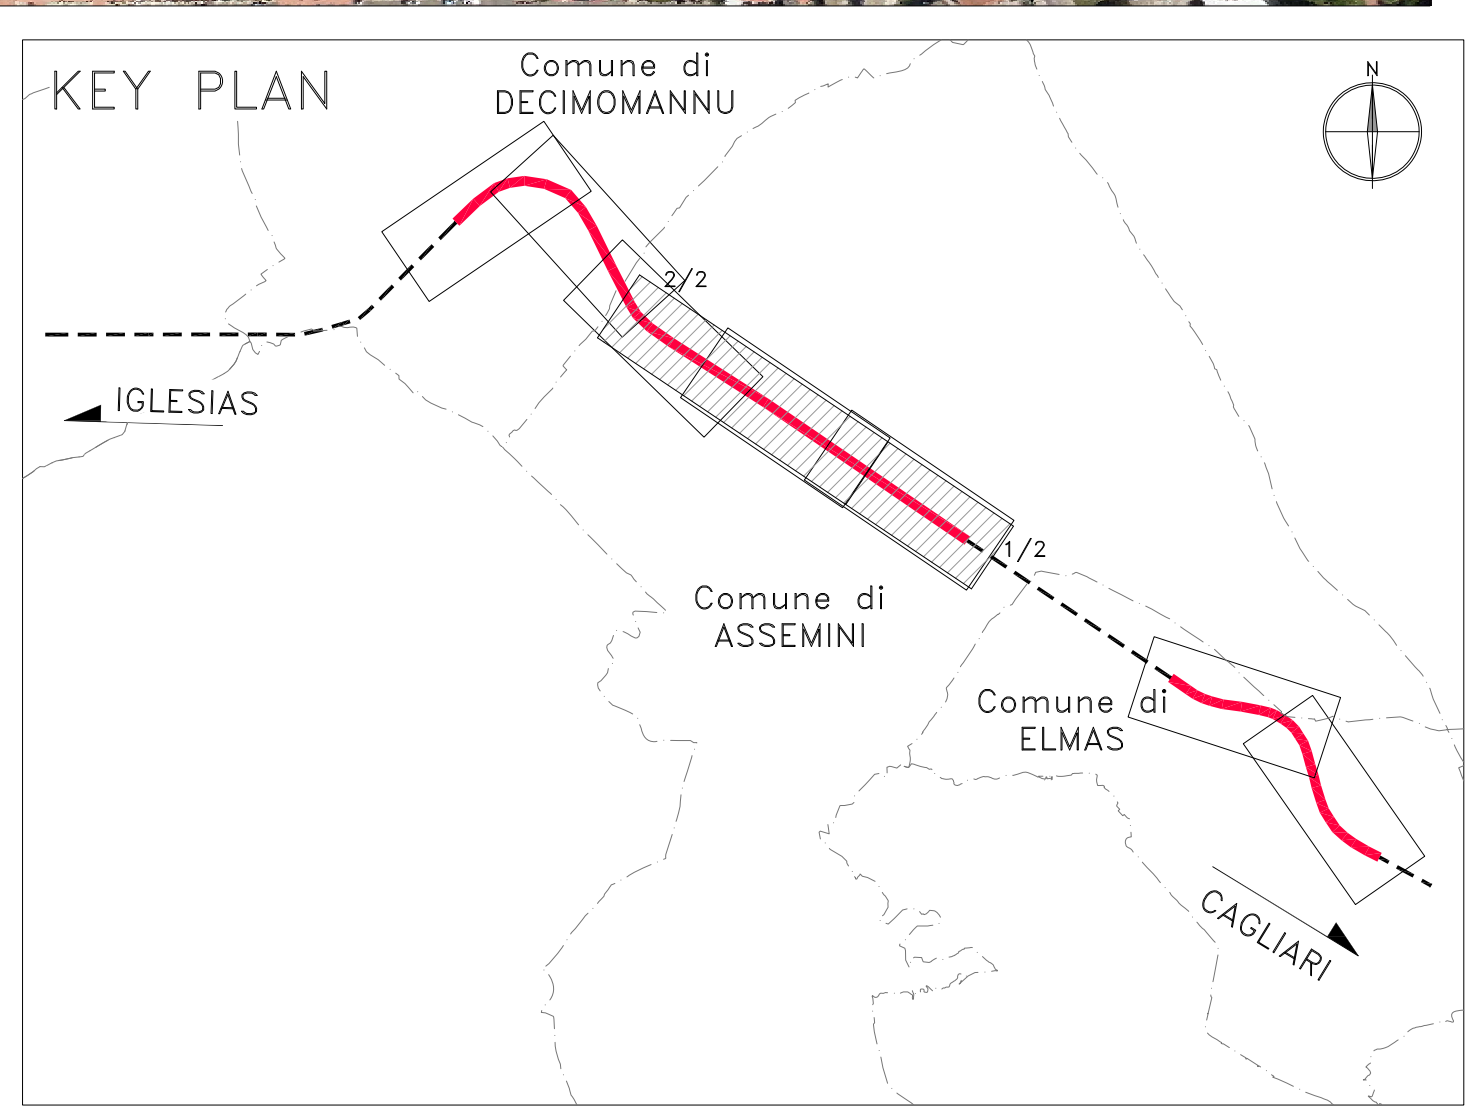 KEY PLAN
Comune di
DECIMOMANNU
N
2/2
IGLESIAS
1/2
Comune di
ASSEMINI
Comune di
ELMAS
CAGLIARI